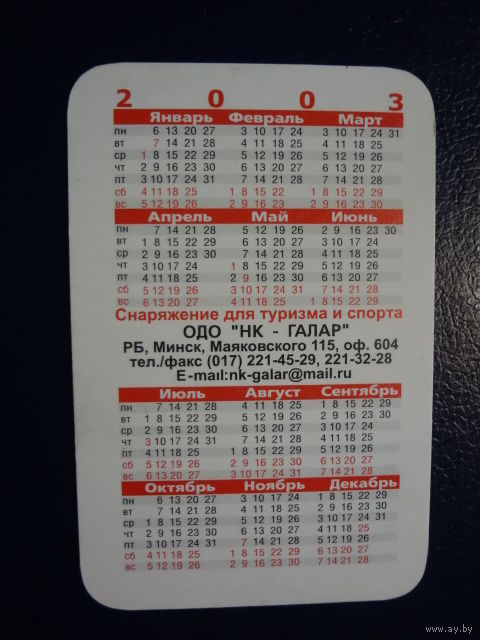 2 0 0 3
Январь Февраль Март
пн 6 13 20 27 3 10 17 24 3 10 17 24 31
вт 7 14 21 28 4 11 18 25 4 11 18 25
ср 1 8 15 22 29 5 12 19 26 5 12 19 26
чт 2 9 16 23 30 6 13 20 27 6 13 20 27
пт 3 10 17 24 31 7 14 21 28 7 14 21 28
сб 4 11 18 25 1 8 15 22 1 8 15 22 29
вс 5 12 19 26 2 9 16 23 2 9 16 23 30
Апрель Май Июнь
пн 7 14 21 28 5 12 19 26 2 9 16 23 30
вт 1 8 15 22 29 6 13 20 27 3 10 17 24
ср 2 9 16 23 30 7 14 21 28 4 11 18 25
чт 3 10 17 24 1 8 15 22 29 5 12 19 26
пт 4 11 18 25 2 9 16 23 30 6 13 20 27
сб 5 12 19 26 3 10 17 24 31 7 14 21 28
вс 6 13 20 27 4 11 18 25 1 8 15 22 29
Снаряжение для туризма и спорта
ОДО "НК - ГАЛАР"
РБ, Минск, Маяковского 115, оф. 604
тел./факс (017) 221-45-29, 221-32-28
E-mail:nk-galar@mail.ru
Июль Август Сентябрь
пн 7 14 21 28 4 11 18 25 1 8 15 22 29
вт 1 8 15 22 29 5 12 19 26 2 9 16 23 30
ср 2 9 16 23 30 6 13 20 27 3 10 17 24
чт 3 10 17 24 31 7 14 21 28 4 11 18 25
пт 4 11 18 25 1 8 15 22 29 5 12 19 26
сб 5 12 19 26 2 9 16 23 30 6 13 20 27
вс 6 13 20 27 3 10 17 24 31 7 14 21 28
Октябрь Ноябрь Декабрь
пн 6 13 20 27 3 10 17 24 1 8 15 22 29
вт 7 14 21 28 4 11 18 25 2 9 16 23 30
ср 1 8 15 22 29 5 12 19 26 3 10 17 24 31
чт 2 9 16 23 30 6 13 20 27 4 11 18 25
пт 3 10 17 24 31 7 14 21 28 5 12 19 26
сб 4 11 18 25 1 8 15 22 29 6 13 20 27
вс 5 12 19 26 2 9 16 23 30 7 14 21 28
www.ay.by